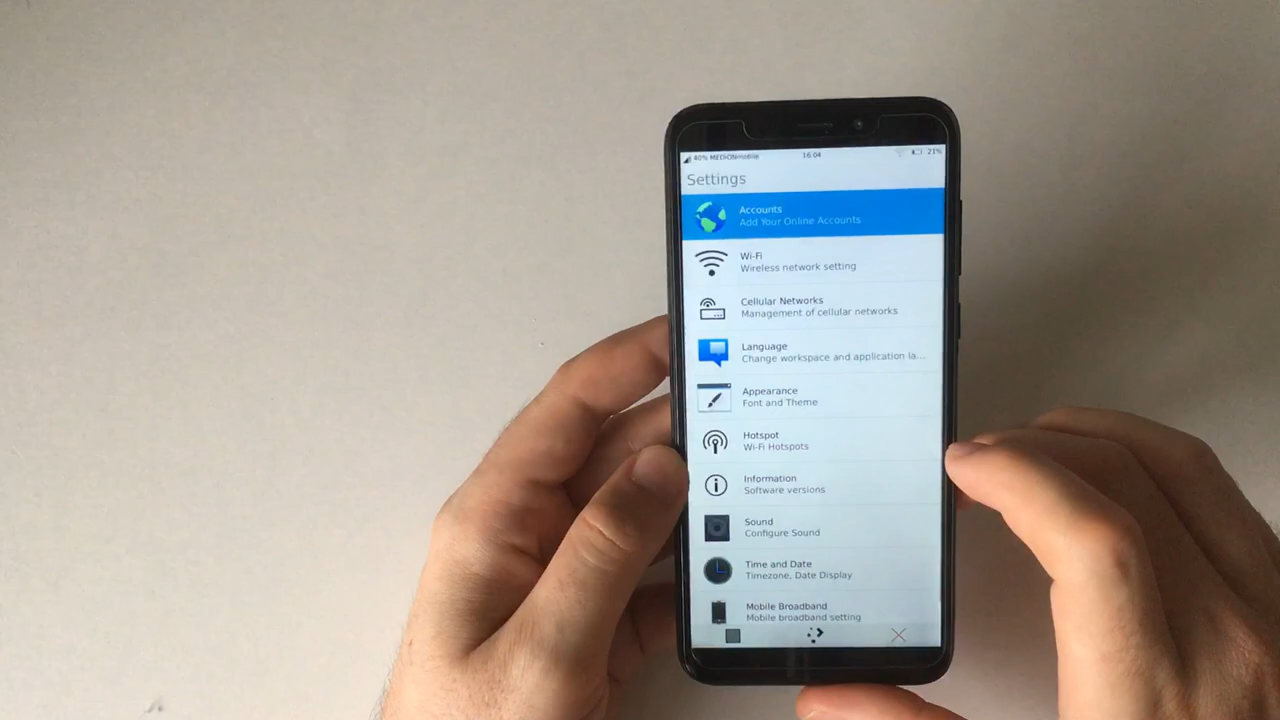 40% MEDIONmobile 16:04 21%
Settings
Accounts
Add Your Online Accounts
Wi-Fi
Wireless network setting
Cellular Networks
Management of cellular networks
Language
Change workspace and application la...
Appearance
Font and Theme
Hotspot
Wi-Fi Hotspots
Information
Software versions
Sound
Configure Sound
Time and Date
Timezone, Date Display
Mobile Broadband
Mobile broadband setting